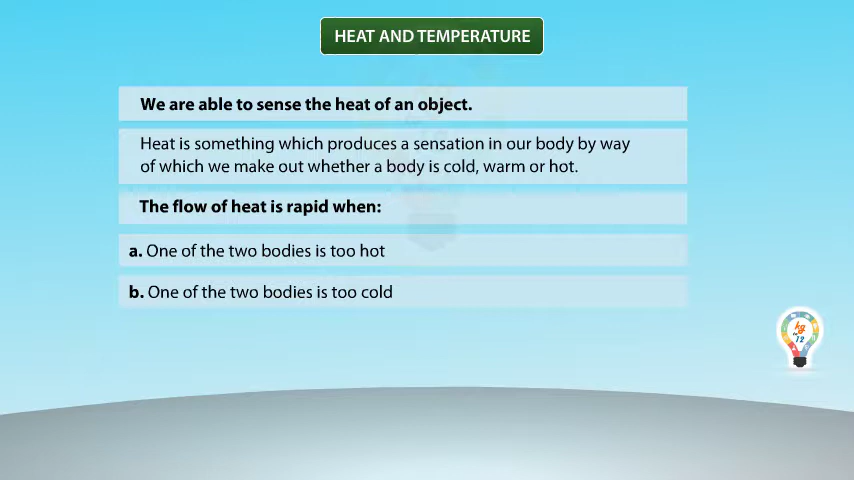 HEAT AND TEMPERATURE
We are able to sense the heat of an object.
Heat is something which produces a sensation in our body by way
of which we make out whether a body is cold, warm or hot.
The flow of heat is rapid when:
a. One of the two bodies is too hot
b. One of the two bodies is too cold
kg
to
12